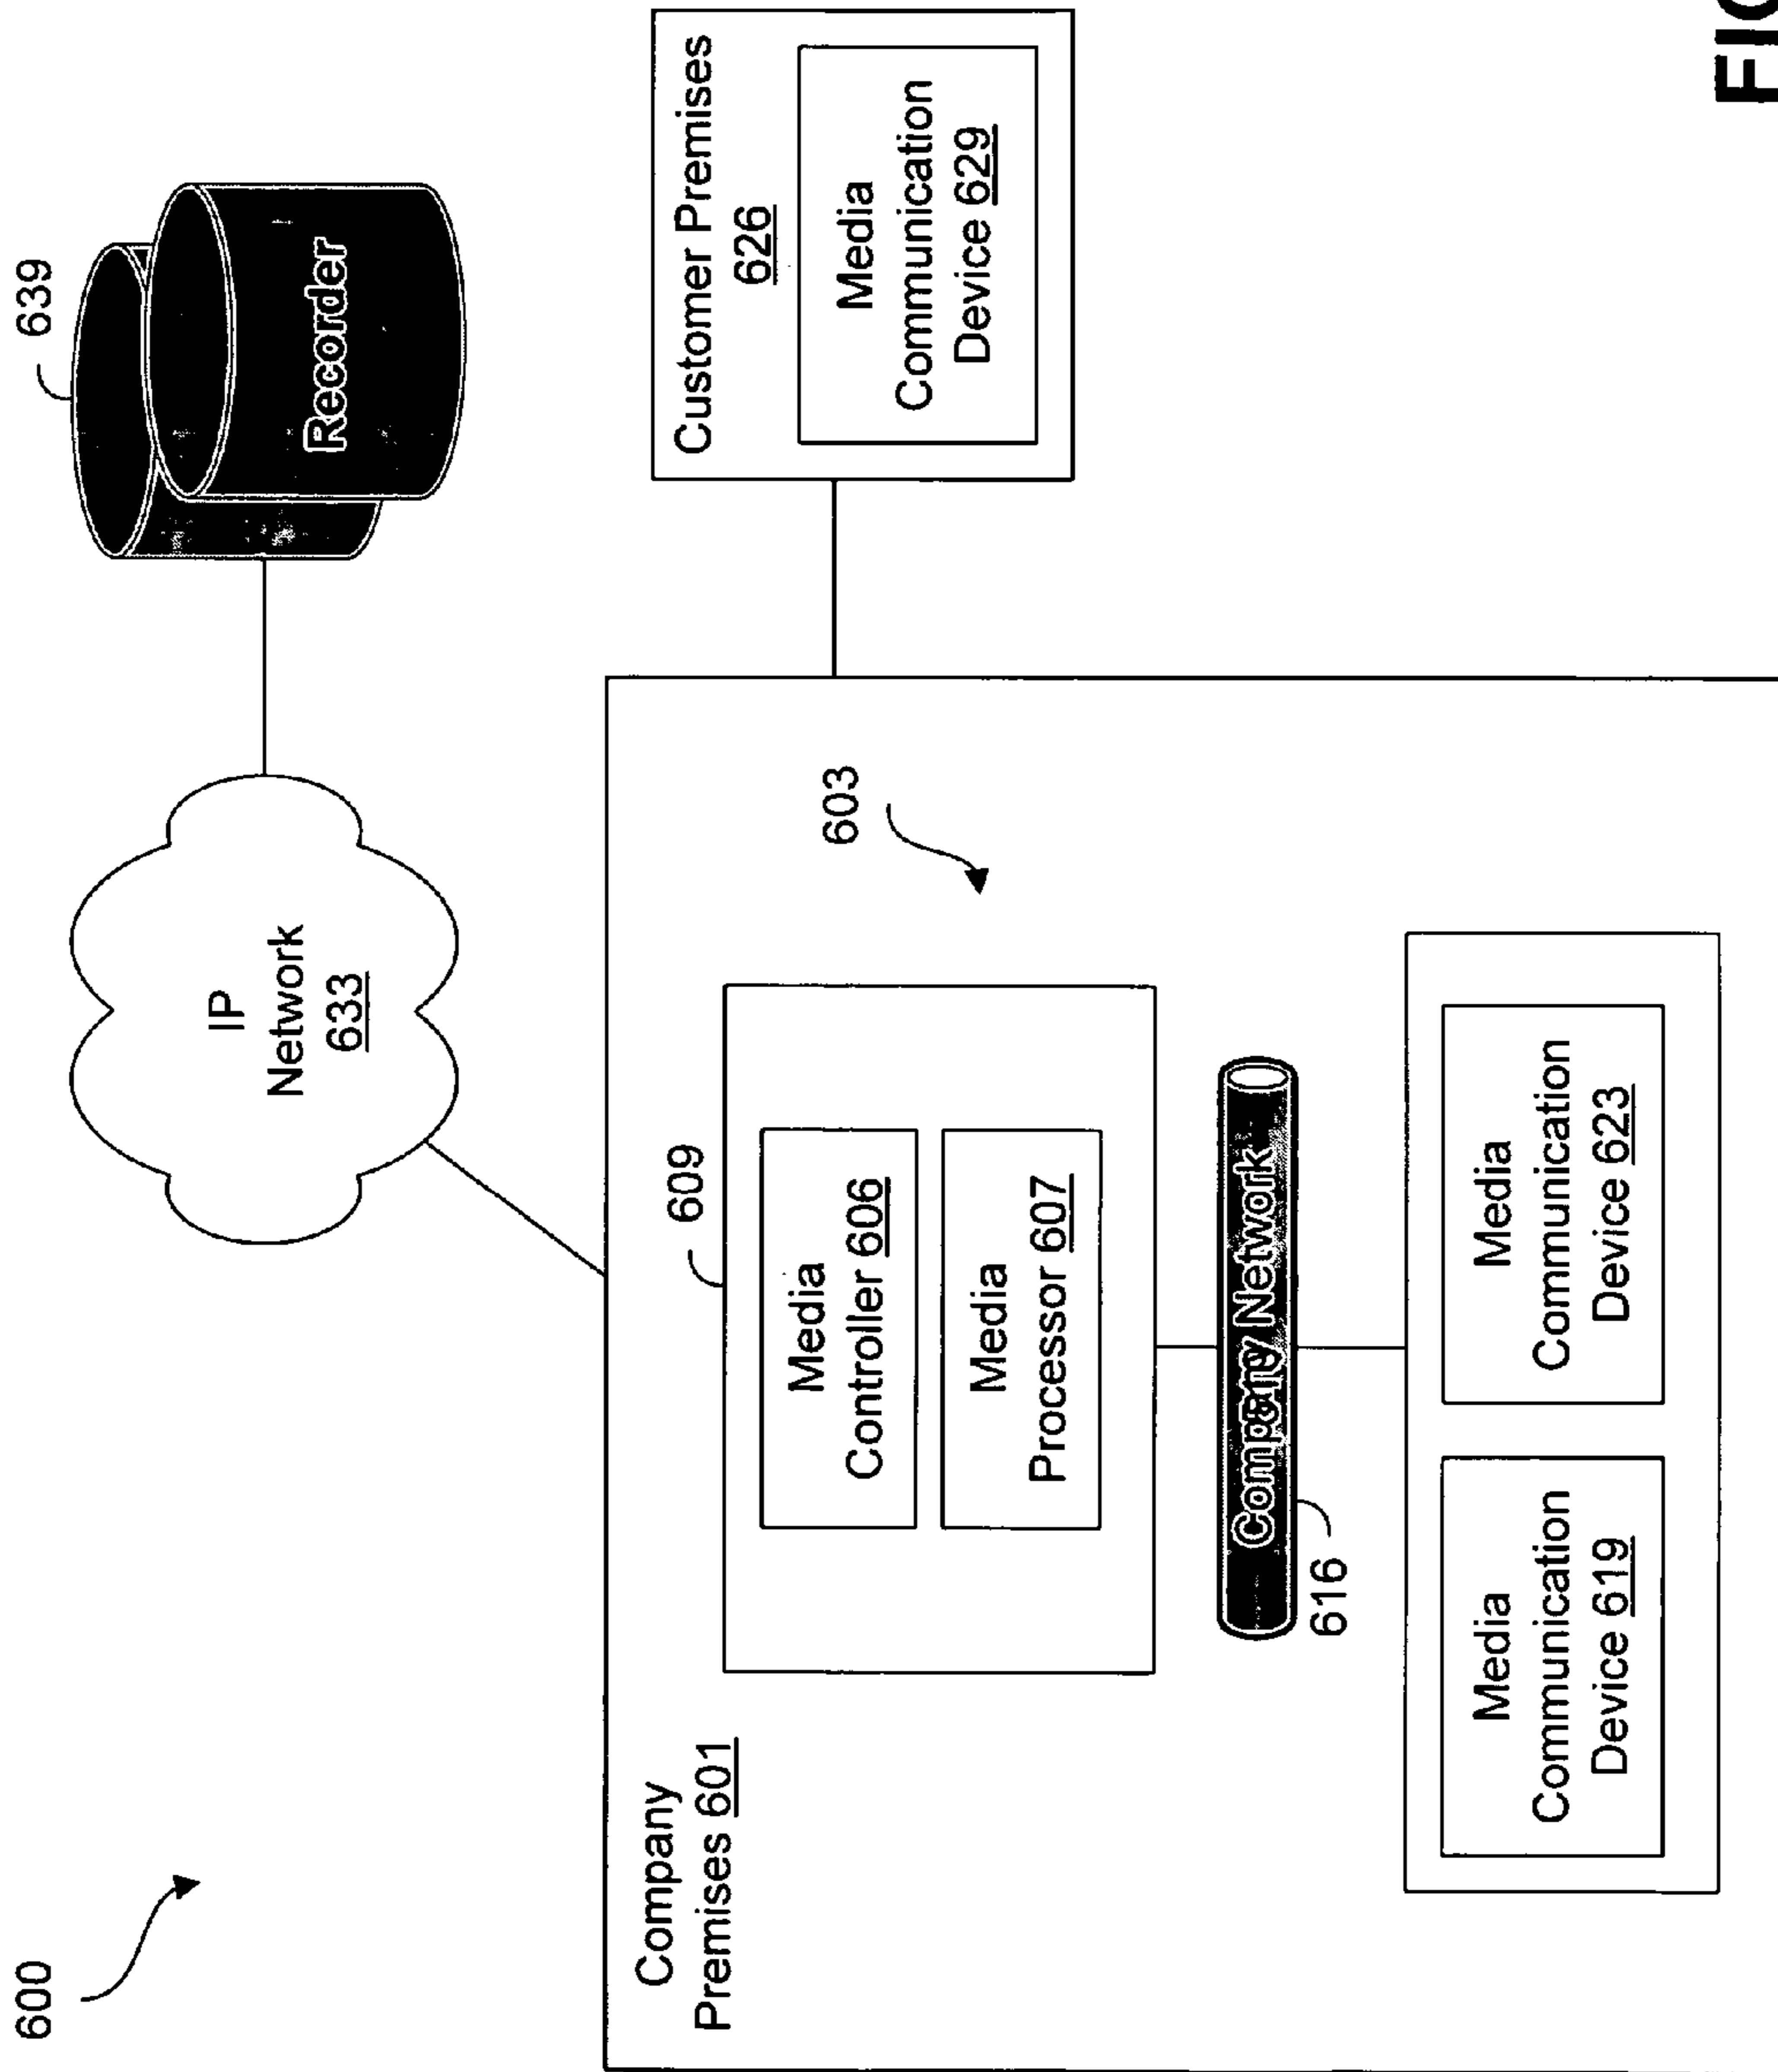 600
IP
Network
633
639
Recorder
Company
Premises 601
609
603
Media
Controller 606
Media
Processor 607
Company Network
616
Media
Communication
Device 619
Media
Communication
Device 623
Customer Premises
626
Media
Communication
Device 629
FIG